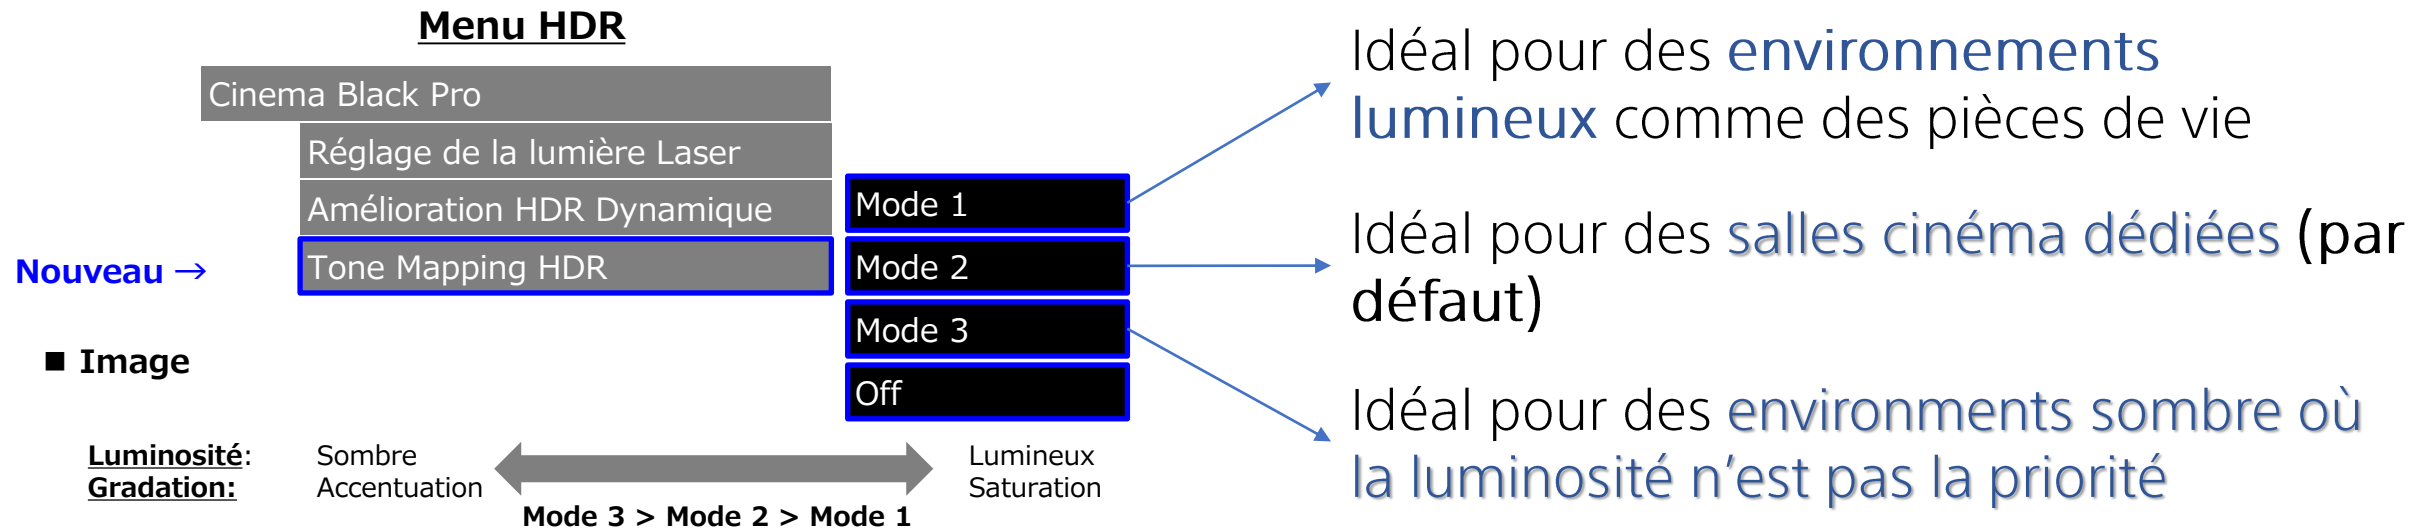 Menu HDR
Cinema Black Pro
Réglage de la lumière Laser
Amélioration HDR Dynamique
Nouveau →
Tone Mapping HDR
Mode 1
Mode 2
Mode 3
Off
Idéal pour des environnements
lumineux comme des pièces de vie
Idéal pour des salles cinéma dédiées (par
défaut)
Idéal pour des environments sombre où
la luminosité n’est pas la priorité
■ Image
Luminosité: Sombre Lumineux
Gradation: Accentuation Saturation
Mode 3 > Mode 2 > Mode 1